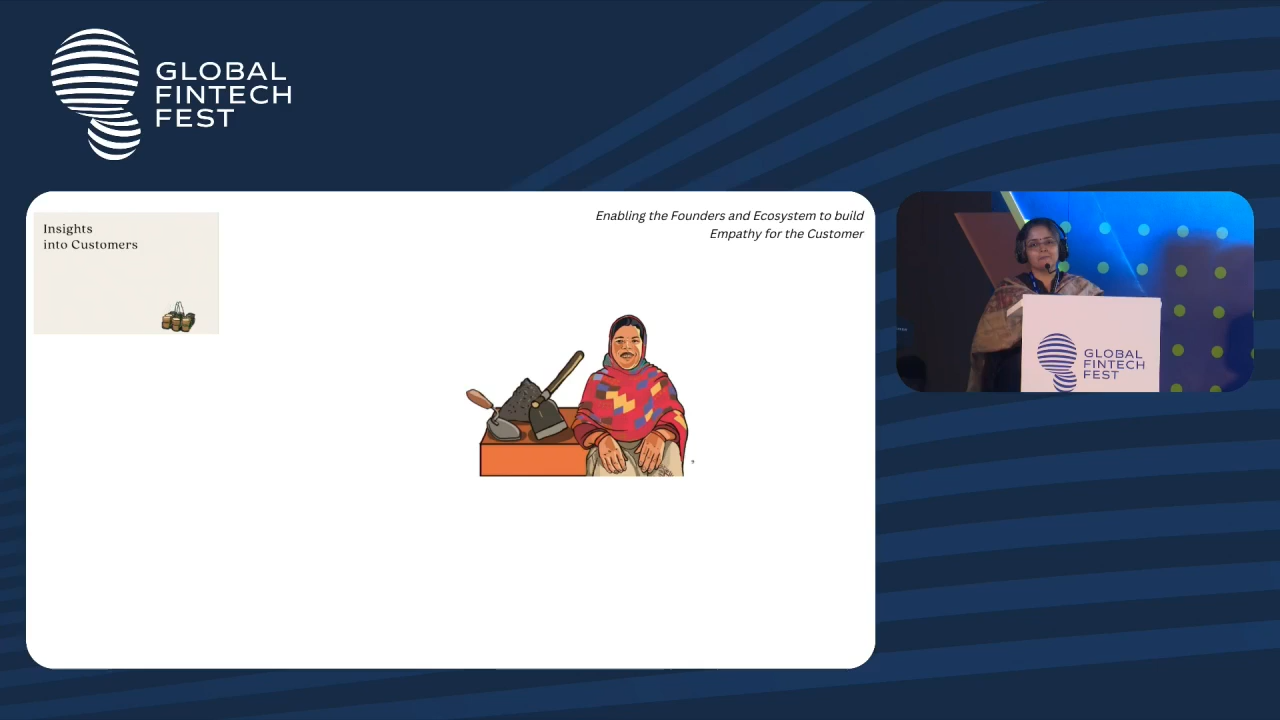 GLOBAL
FINTECH
FEST
Insights
into Customers
Enabling the Founders and Ecosystem to build
Empathy for the Customer
GLOBAL
FINTECH
FEST